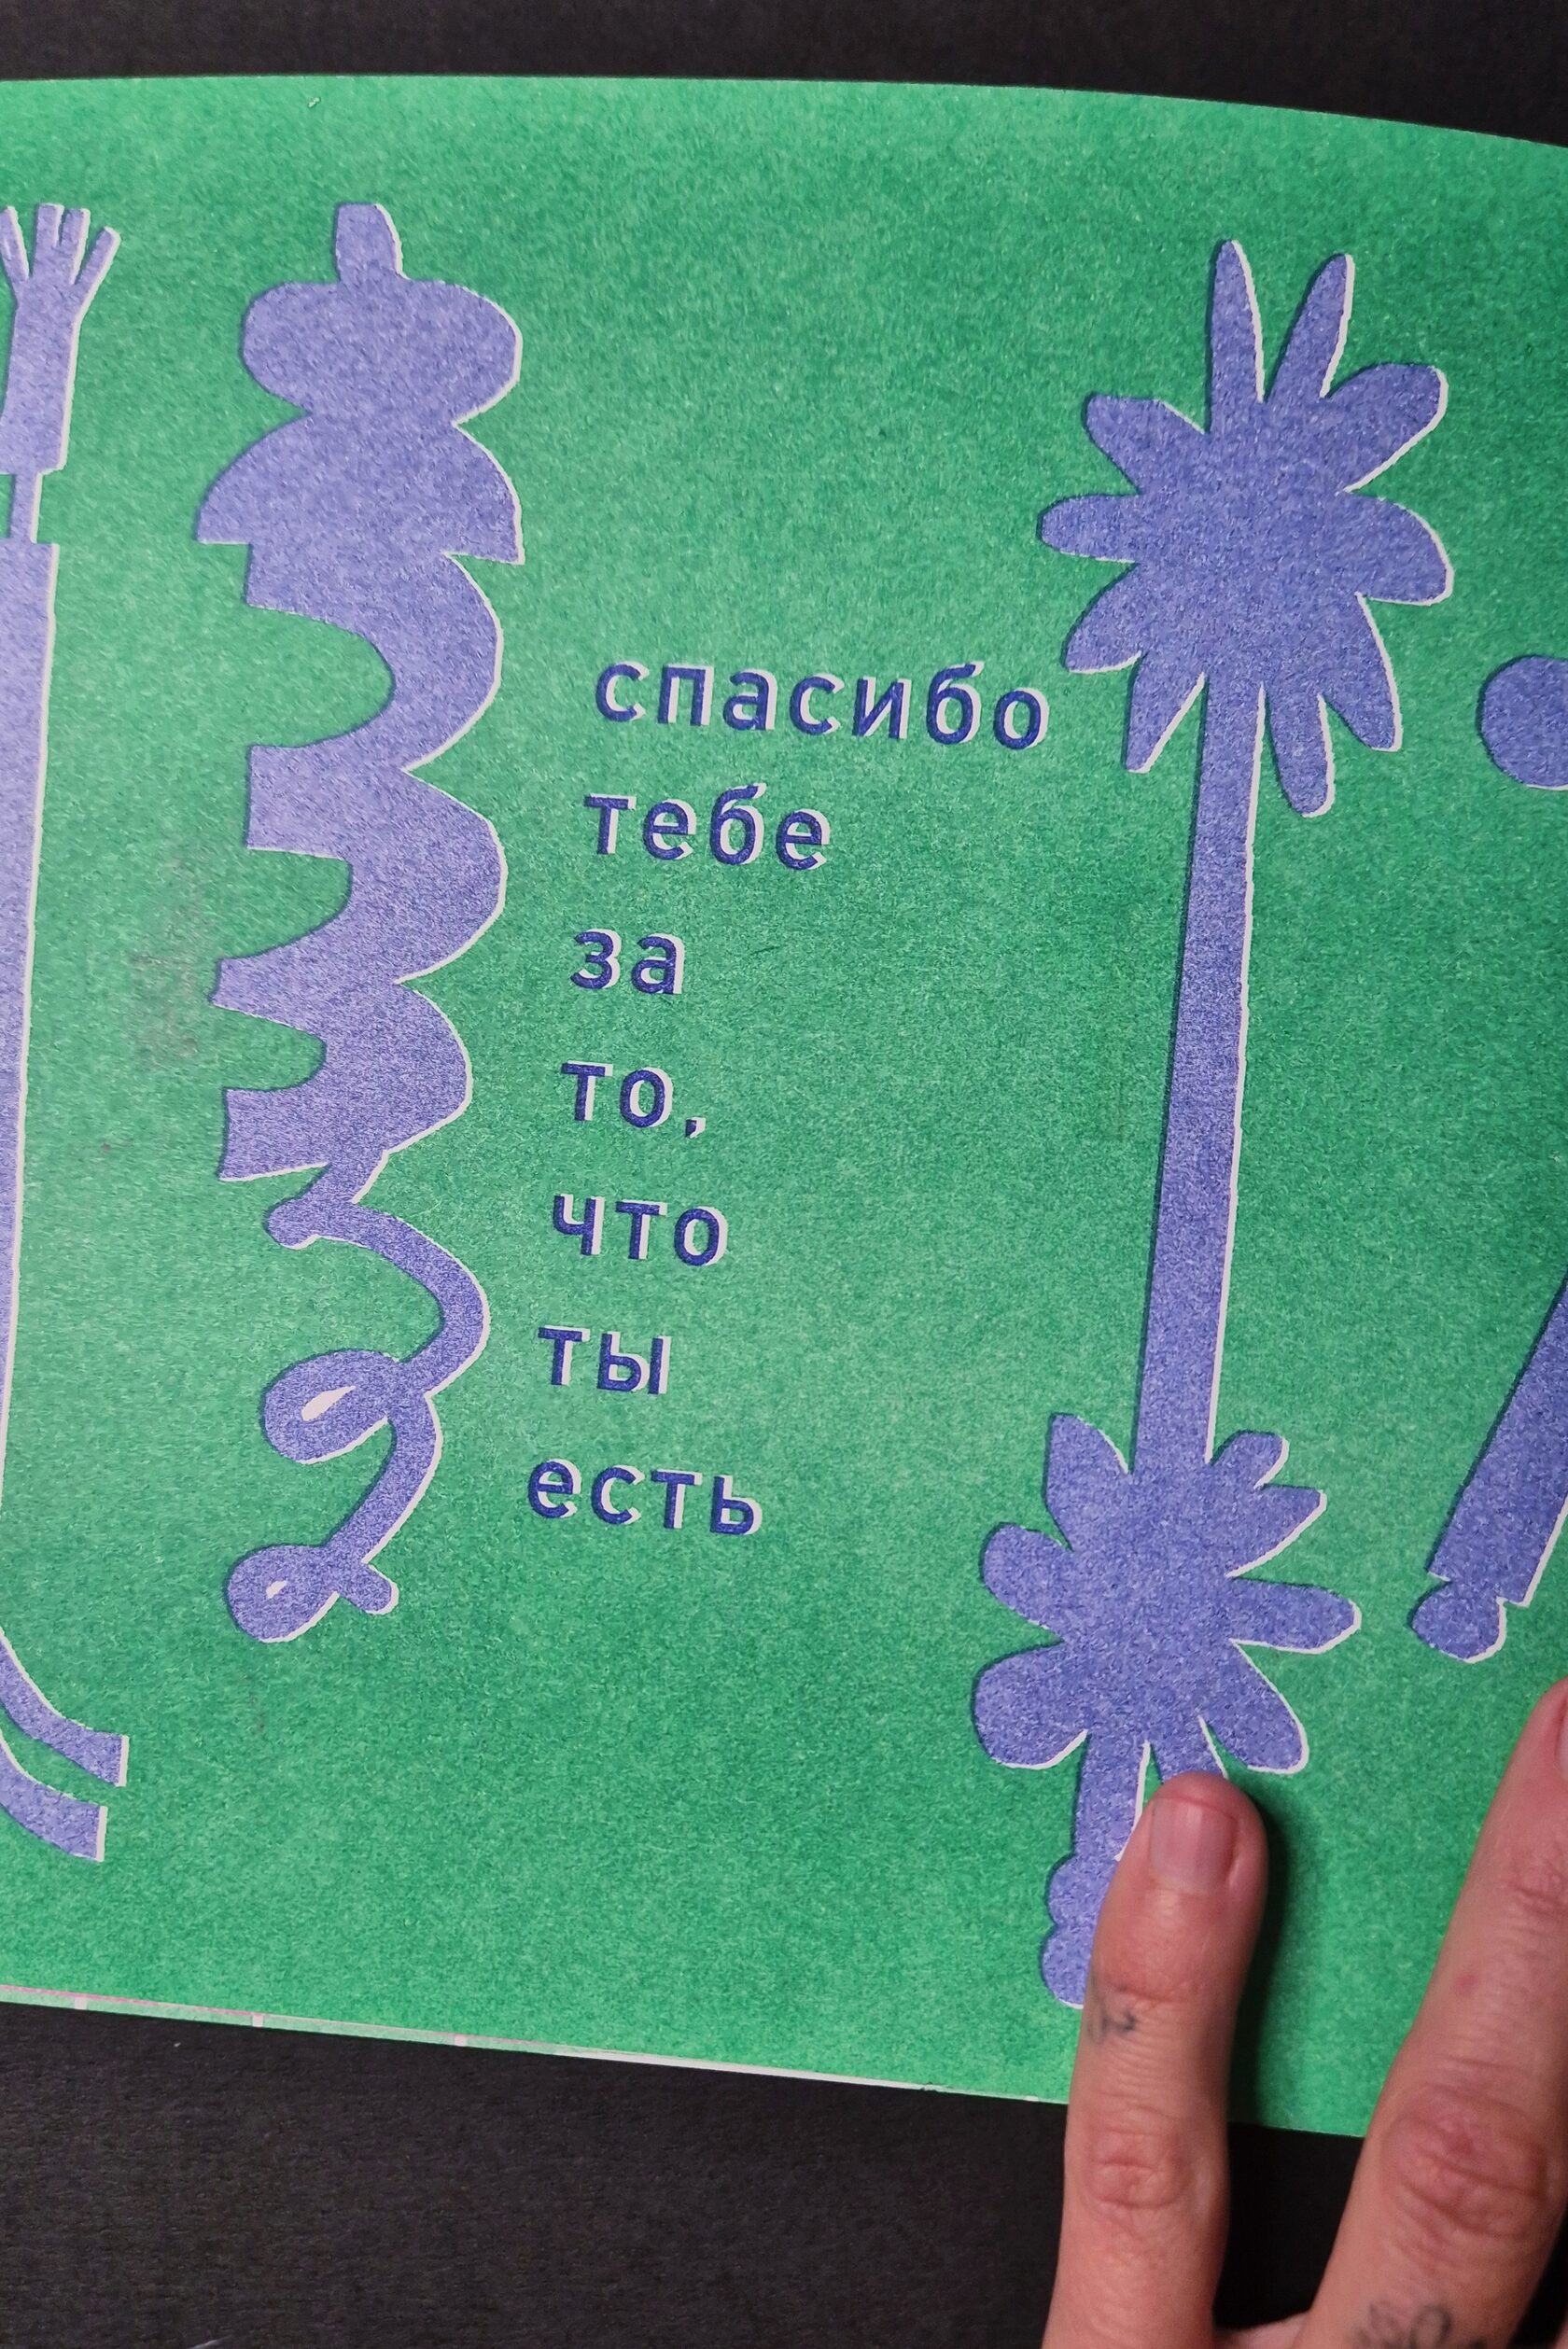 спасибо
тебе
за
то,
что
ты
есть